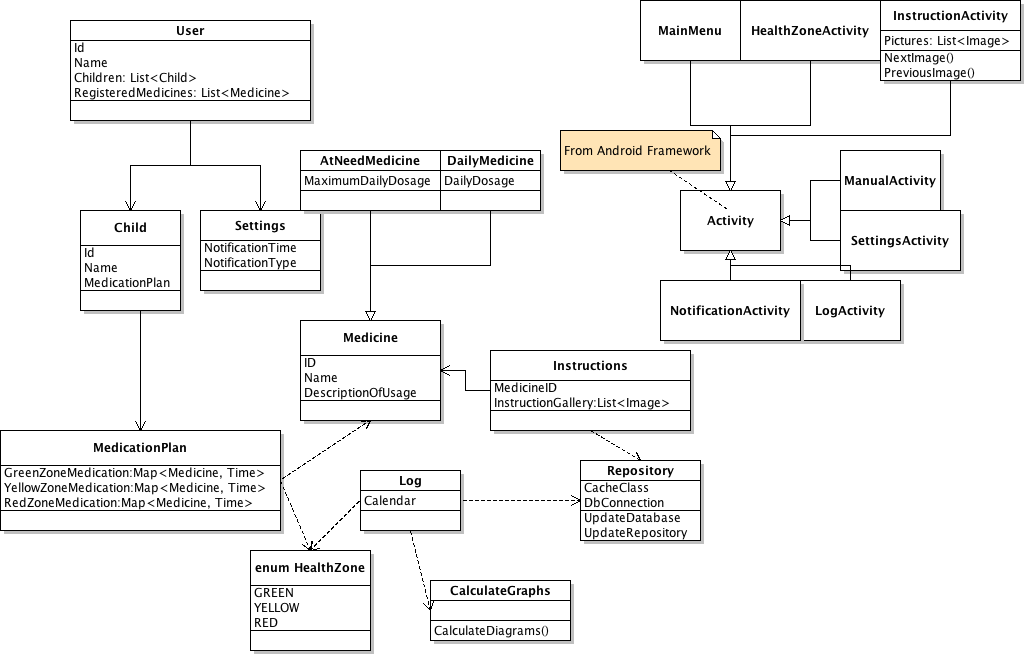 User
Id
Name
Children: List<Child>
RegisteredMedicines: List<Medicine>
MainMenu
HealthZoneActivity
InstructionActivity
Pictures: List<Image>
NextImage()
PreviousImage()
From Android Framework
AtNeedMedicine
MaximumDailyDosage
DailyMedicine
DailyDosage
Activity
ManualActivity
SettingsActivity
NotificationActivity
LogActivity
Child
Id
Name
MedicationPlan
Settings
NotificationTime
NotificationType
Medicine
ID
Name
DescriptionOfUsage
Instructions
MedicineID
InstructionGallery:List<Image>
MedicationPlan
GreenZoneMedication:Map<Medicine, Time>
YellowZoneMedication:Map<Medicine, Time>
RedZoneMedication:Map<Medicine, Time>
Log
Calendar
Repository
CacheClass
DbConnection
UpdateDatabase
UpdateRepository
enum HealthZone
GREEN
YELLOW
RED
CalculateGraphs
CalculateDiagrams()